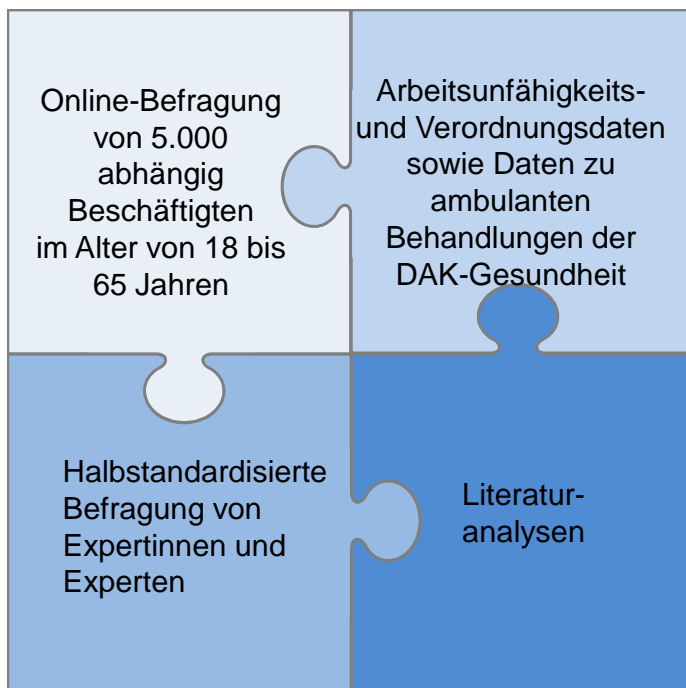 Online-Befragung
von 5.000
abhängig
Beschäftigten
im Alter von 18 bis
65 Jahren
Arbeitsunfähigkeits-
und Verordnungsdaten
sowie Daten zu
ambulanten
Behandlungen der
DAK-Gesundheit
Halbstandardisierte
Befragung von
Expertinnen und
Experten
Literatur-
analysen